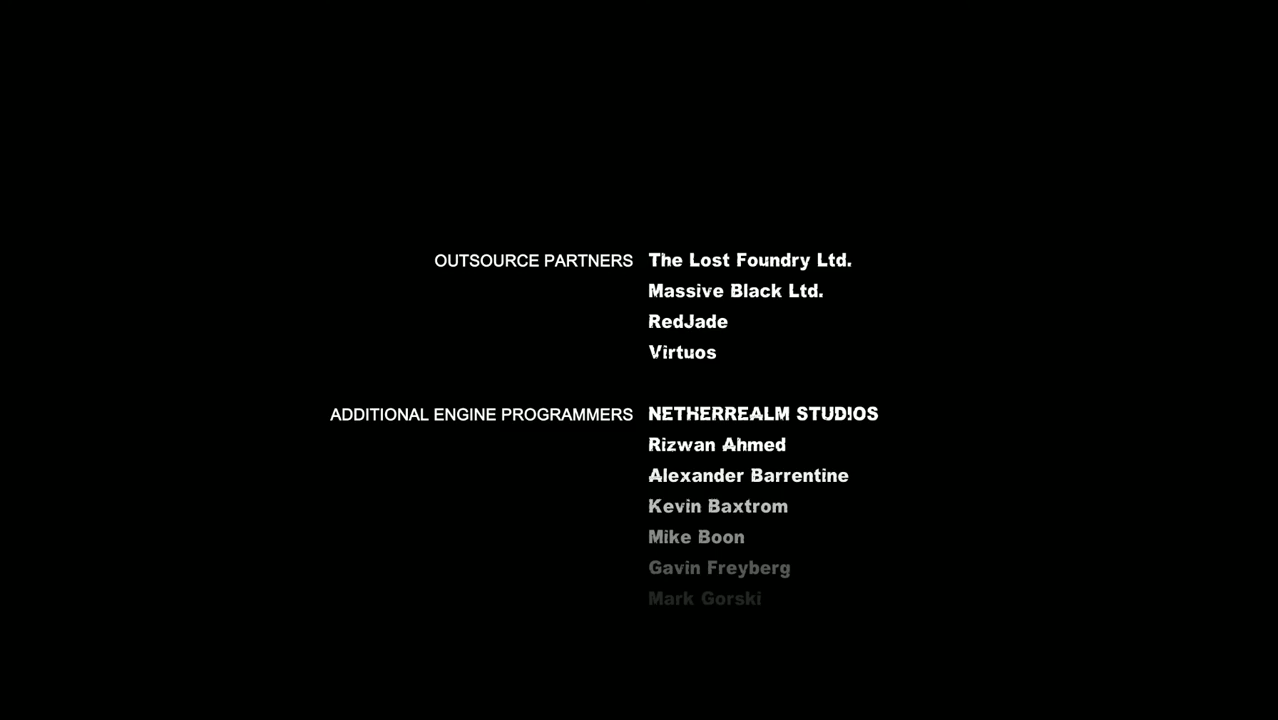 OUTSOURCE PARTNERS The Lost Foundry Ltd.
Massive Black Ltd.
RedJade
Virtuos
ADDITIONAL ENGINE PROGRAMMERS NETHERREALM STUDIOS
Rizwan Ahmed
Alexander Barrentine
Kevin Baxtrom
Mike Boon
Gavin Freyberg
Mark Gorski